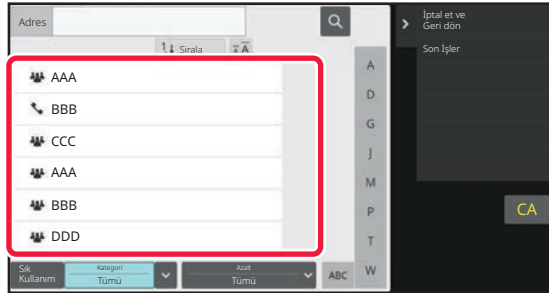 Adres
İptal et ve
Geri dön
Sırala
Son İşler
AAA
BBB
CCC
AAA
BBB
DDD
A
D
G
J
M
P
T
W
CA
Sık
Kullanım
Kategori
Tümü
Azalt
Tümü
ABC